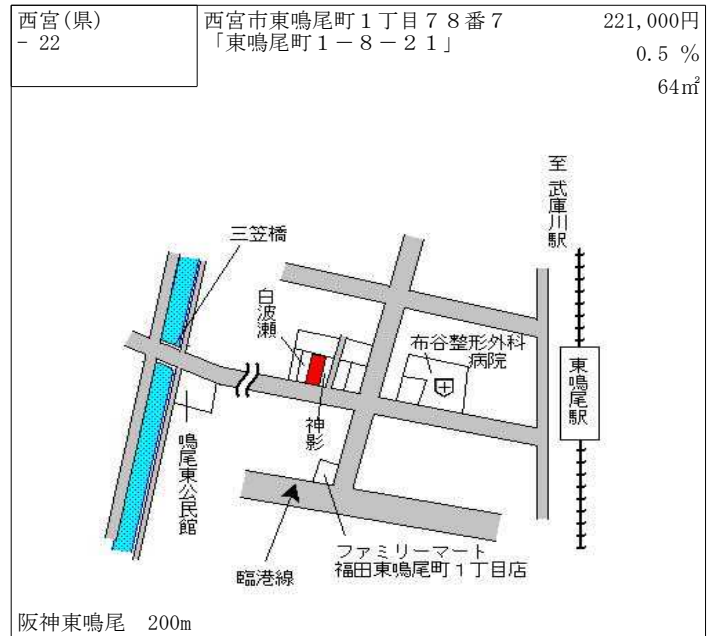 西宮(県)
- 22
西宮市東鳴尾町１丁目７８番７
「東鳴尾町１－８－２１」
221,000円
0.5 %
64㎡
至 武庫川駅
三笠橋
白波瀬
布谷整形外科
病院
東鳴尾駅
神影
鳴尾東公民館
ファミリーマート
福田東鳴尾町１丁目店
臨港線
阪神東鳴尾 200m